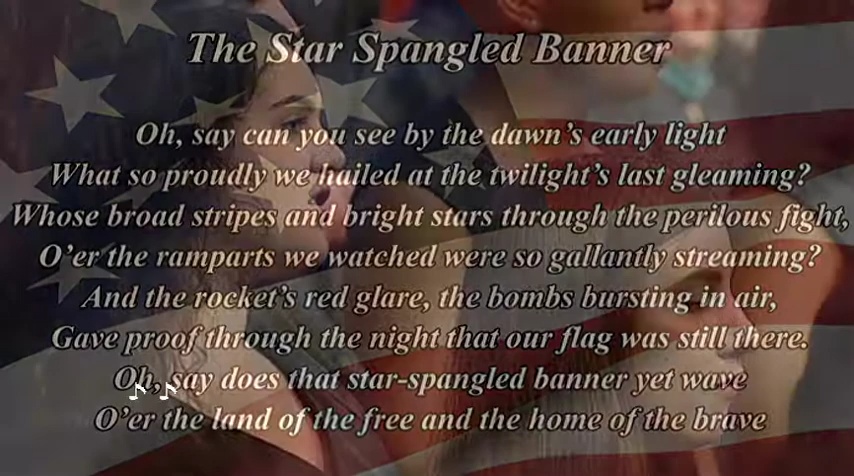 The Star Spangled Banner
Oh, say can you see by the dawn's early light
What so proudly we hailed at the twilight's last gleaming?
Whose broad stripes and bright stars through the perilous fight,
O'er the ramparts we watched were so gallantly streaming?
And the rocket's red glare, the bombs bursting in air,
Gave proof through the night that our flag was still there.
Oh, say does that star-spangled banner yet wave
♪ ♪
O'er the land of the free and the home of the brave